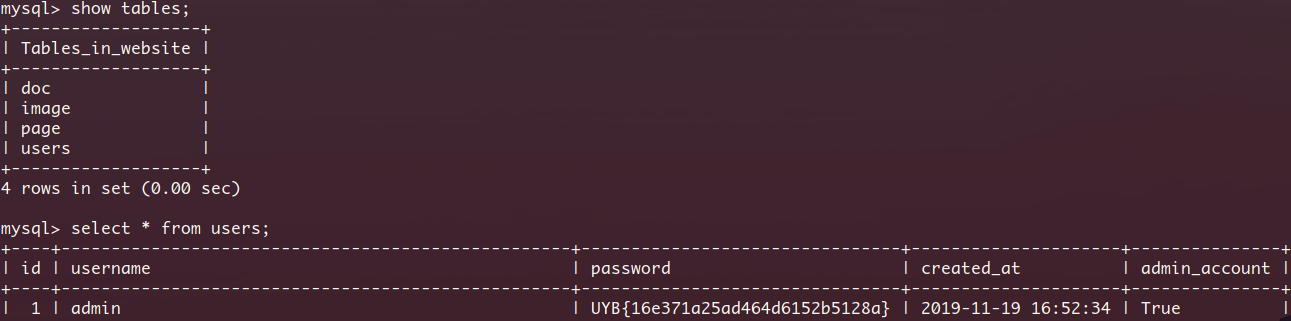 mysql> show tables;
+-------------------+
| Tables_in_website |
+-------------------+
| doc               |
| image             |
| page              |
| users             |
+-------------------+
4 rows in set (0.00 sec)

mysql> select * from users;
+----+---------------------------------------------------+--------------------------------+---------------------+---------------+
| id | username                                          | password                       | created_at          | admin_account |
+----+---------------------------------------------------+--------------------------------+---------------------+---------------+
|  1 | admin                                             | UYB{16e371a25ad464d6152b5128a} | 2019-11-19 16:52:34 | True